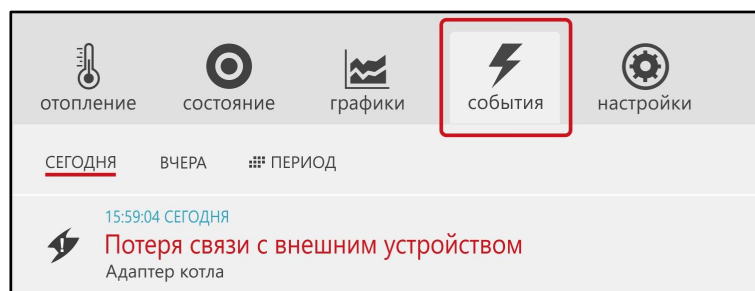 отопление состояние графики события настройки
СЕГОДНЯ ВЧЕРА ПЕРИОД
15:59:04 СЕГОДНЯ
Потеря связи с внешним устройством
Адаптер котла